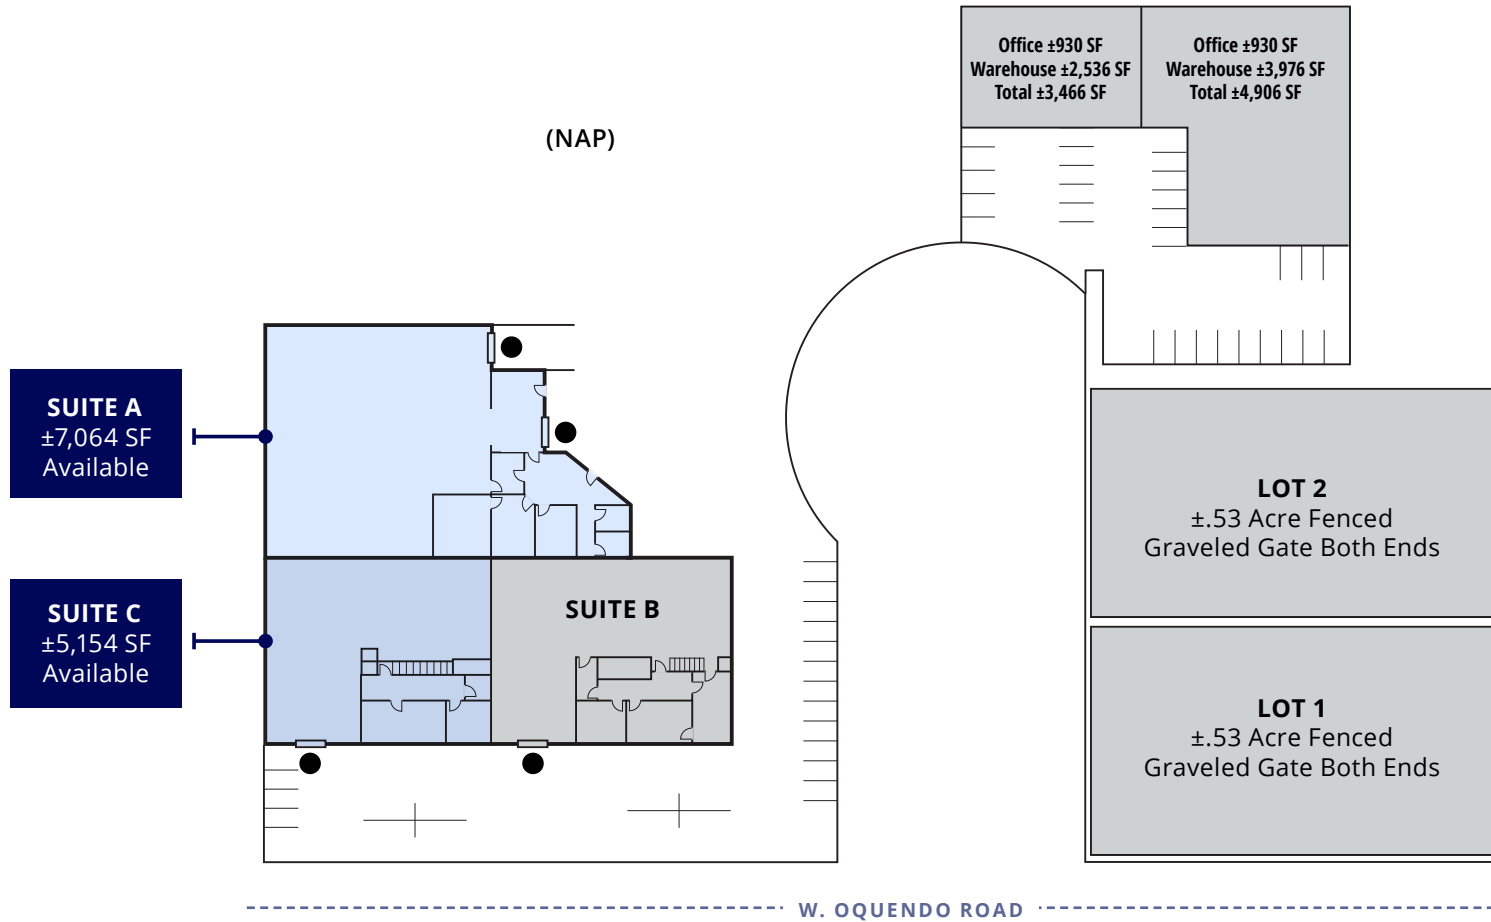 Office ±930 SF
Warehouse ±2,536 SF
Total ±3,466 SF
Office ±930 SF
Warehouse ±3,976 SF
Total ±4,906 SF
(NAP)
SUITE A
±7,064 SF
Available
SUITE C
±5,154 SF
Available
SUITE B
LOT 2
±.53 Acre Fenced
Graveled Gate Both Ends
LOT 1
±.53 Acre Fenced
Graveled Gate Both Ends
W. OQUENDO ROAD